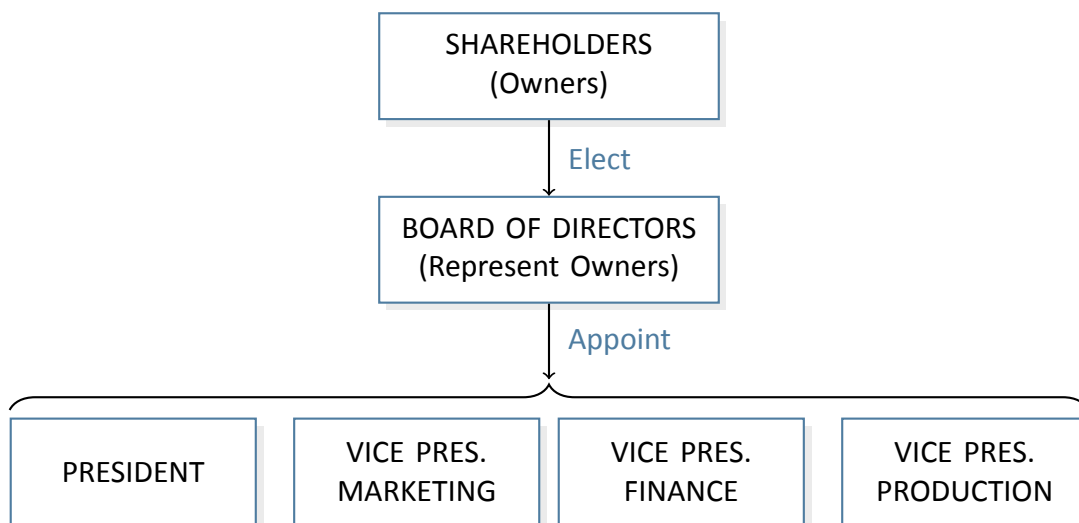 SHAREHOLDERS
(Owners)
Elect
BOARD OF DIRECTORS
(Represent Owners)
Appoint
PRESIDENT
VICE PRES.
MARKETING
VICE PRES.
FINANCE
VICE PRES.
PRODUCTION